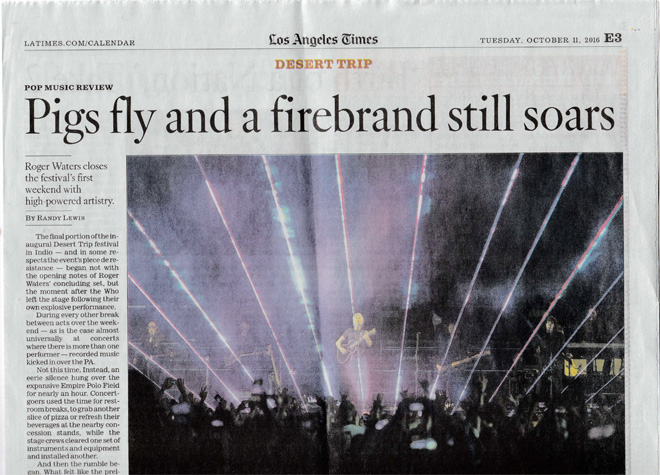 LATIMES.COM/CALENDAR
Los Angeles Times
TUESDAY, OCTOBER 11, 2016 E3
DESERT TRIP
POP MUSIC REVIEW
Pigs fly and a firebrand still soars
Roger Waters closes
the festival's first
weekend with
high-powered artistry.
BY RANDY LEWIS
The final portion of the in-
augural Desert Trip festival
in Indio — and in some re-
spects the event's piece de re-
sistance — began not with
the opening notes of Roger
Waters' concluding set, but
the moment after the Who
left the stage following their
own explosive performance.
During every other break
between acts over the week-
end — as is the case almost
universally at concerts
where there is more than one
performer — recorded music
kicked in over the PA.
Not this time. Instead, an
eerie silence hung over the
expansive Empire Polo Field
for nearly an hour. Concert-
goers used the time for rest-
room breaks, to grab another
slice of pizza or refresh their
beverages at the nearby con-
cession stands, while the
stage crews cleared one set of
instruments and equipment
and installed another.
And then the rumble be-
gan. What felt like the prel-